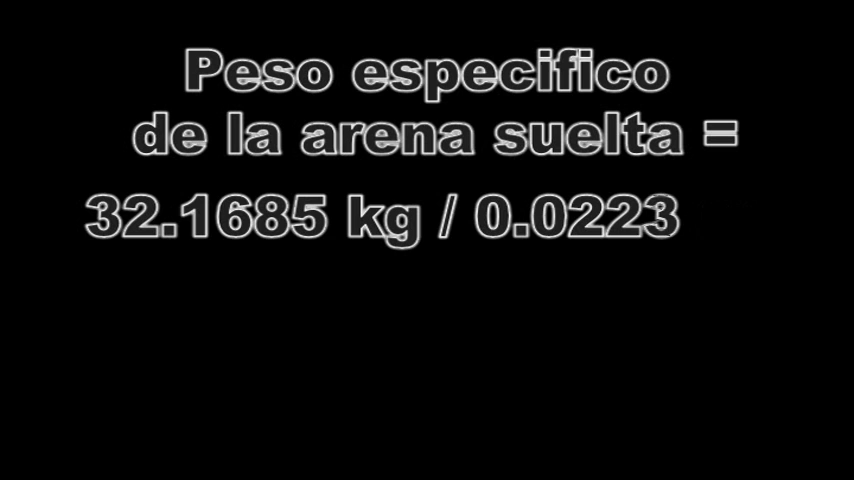 Peso especifico
de la arena suelta =
32.1685 kg / 0.0223